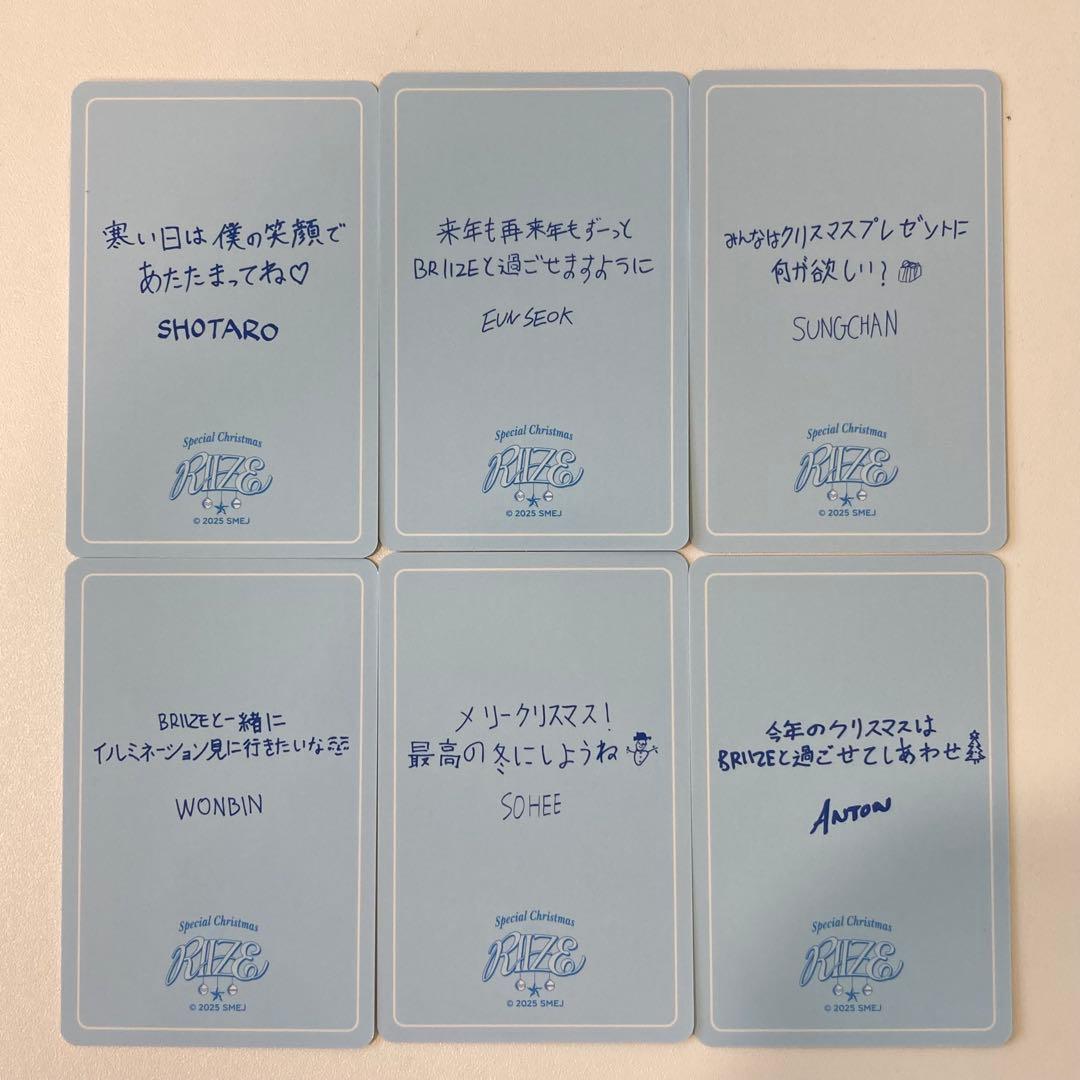 寒い日は僕の笑顔で
あたたまってね♡
SHOTARO
Special Christmas
RIIZE
© 2025 SMEJ
来年も再来年もずーっと
BRIIZEと過ごせますように
EUNSEOK
Special Christmas
RIIZE
© 2025 SMEJ
みんなはクリスマスプレゼントに
何が欲しい?
SUNGCHAN
Special Christmas
RIIZE
© 2025 SMEJ
BRIIZEと一緒に
イルミネーション見に行きたいな
WONBIN
Special Christmas
RIIZE
© 2025 SMEJ
メリークリスマス!
最高の冬にしようね
SOHEE
Special Christmas
RIIZE
© 2025 SMEJ
今年のクリスマスは
BRIIZEと過ごせてしあわせ
ANTON
Special Christmas
RIIZE
© 2025 SMEJ